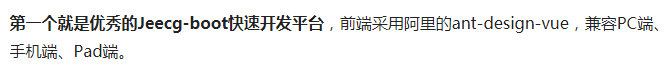 第一个就是优秀的Jeecg-boot快速开发平台，前端采用阿里的ant-design-vue，兼容PC端、
手机端、Pad端。